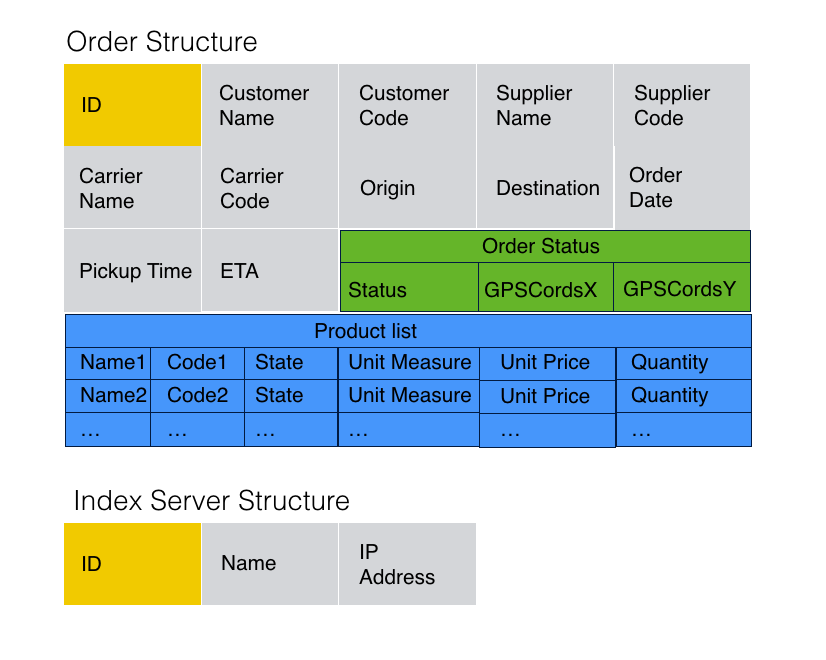 Order Structure
ID
Customer
Name
Customer
Code
Supplier
Name
Supplier
Code
Carrier
Name
Carrier
Code
Origin
Destination
Order
Date
Pickup Time
ETA
Order Status
Status
GPSCordsX
GPSCordsY
Product list
Name1 Code1 State Unit Measure Unit Price Quantity
Name2 Code2 State Unit Measure Unit Price Quantity
... ... ... ... ... ...
Index Server Structure
ID
Name
IP
Address